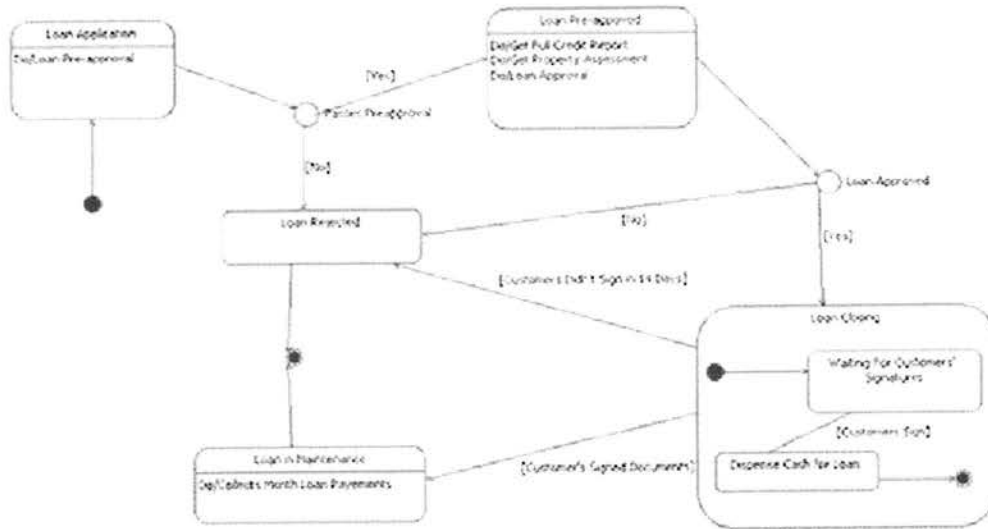 Loan Application
Do/Loan Pre-approval
Loan Pre-approved
Do/Get Full Credit Report
Do/Get Property Assessment
Do/Loan Approval
[Yes]
Passes Pre-approval
[No]
Loan Approved
Loan Rejected
[No]
[Yes]
[Customers Didn't Sign in 14 Days]
Loan Closing
Waiting For Customers'
Signatures
[Customers Sign]
Loan in Maintenance
Do/Collects Month Loan Payements
[Customer's Signed Documents]
Dispense Cash for Loan